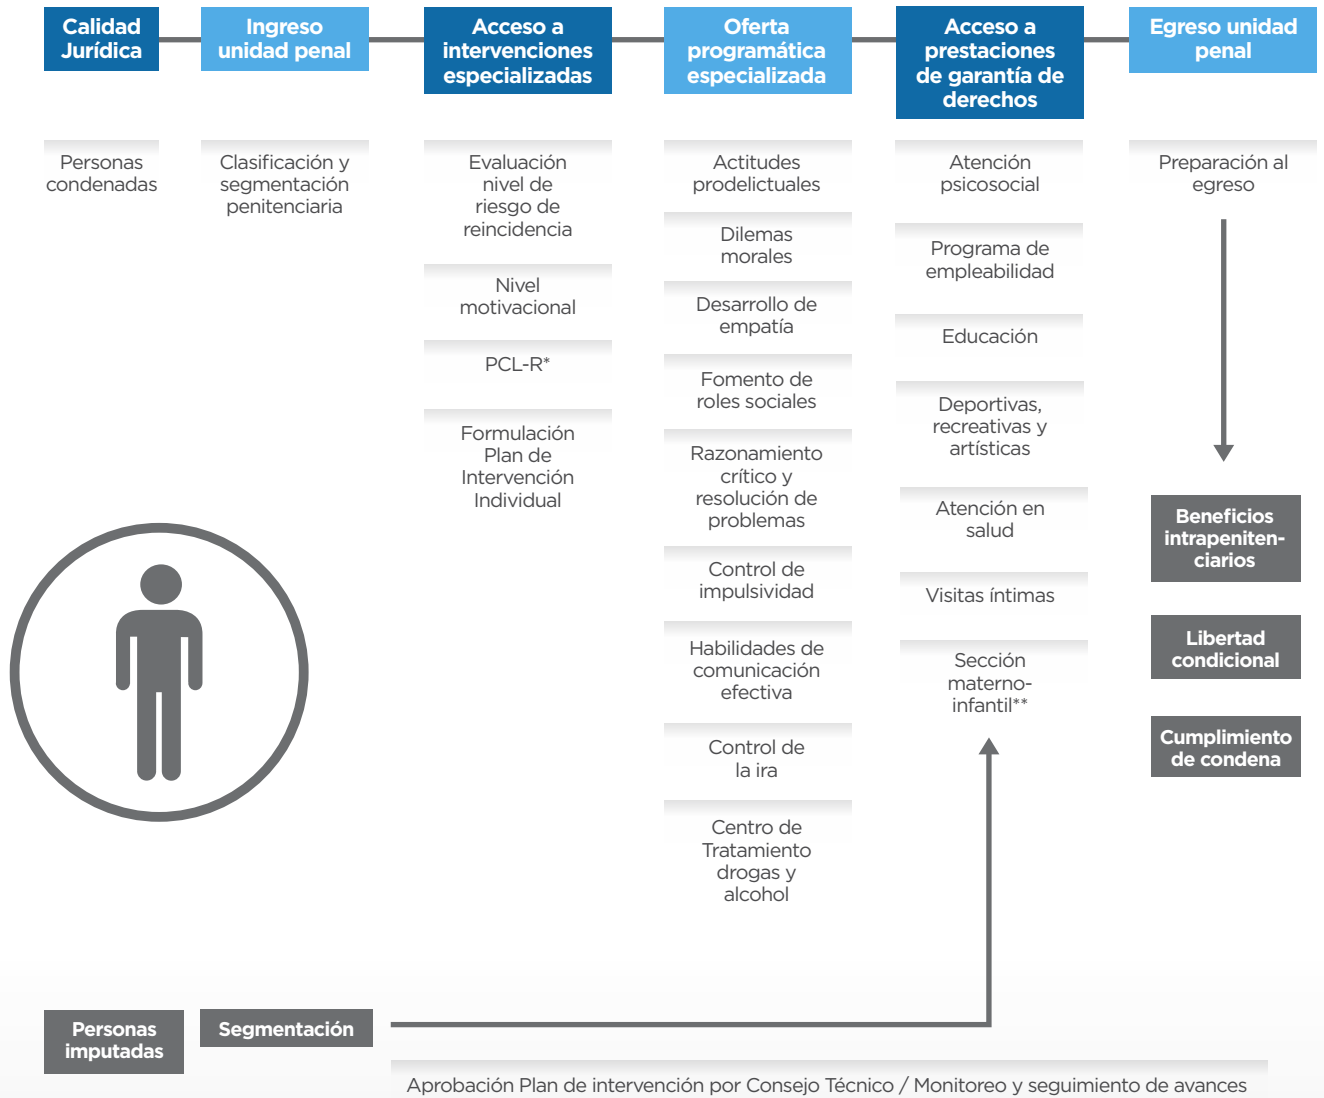 Calidad
Jurídica
Ingreso
unidad penal
Acceso a
intervenciones
especializadas
Oferta
programática
especializada
Acceso a
prestaciones
de garantía de
derechos
Egreso unidad
penal
Personas
condenadas
Clasificación y
segmentación
penitenciaria
Evaluación
nivel de
riesgo de
reincidencia
Nivel
motivacional
PCL-R*
Formulación
Plan de
Intervención
Individual
Actitudes
prodelictuales
Dilemas
morales
Desarrollo de
empatía
Fomento de
roles sociales
Razonamiento
crítico y
resolución de
problemas
Control de
impulsividad
Habilidades de
comunicación
efectiva
Control de
la ira
Centro de
Tratamiento
drogas y
alcohol
Atención
psicosocial
Programa de
empleabilidad
Educación
Deportivas,
recreativas y
artísticas
Atención en
salud
Visitas íntimas
Sección
materno-
infantil**
Preparación al
egreso
Beneficios
intrapeniten-
ciarios
Libertad
condicional
Cumplimiento
de condena
Personas
imputadas
Segmentación
Aprobación Plan de intervención por Consejo Técnico / Monitoreo y seguimiento de avances